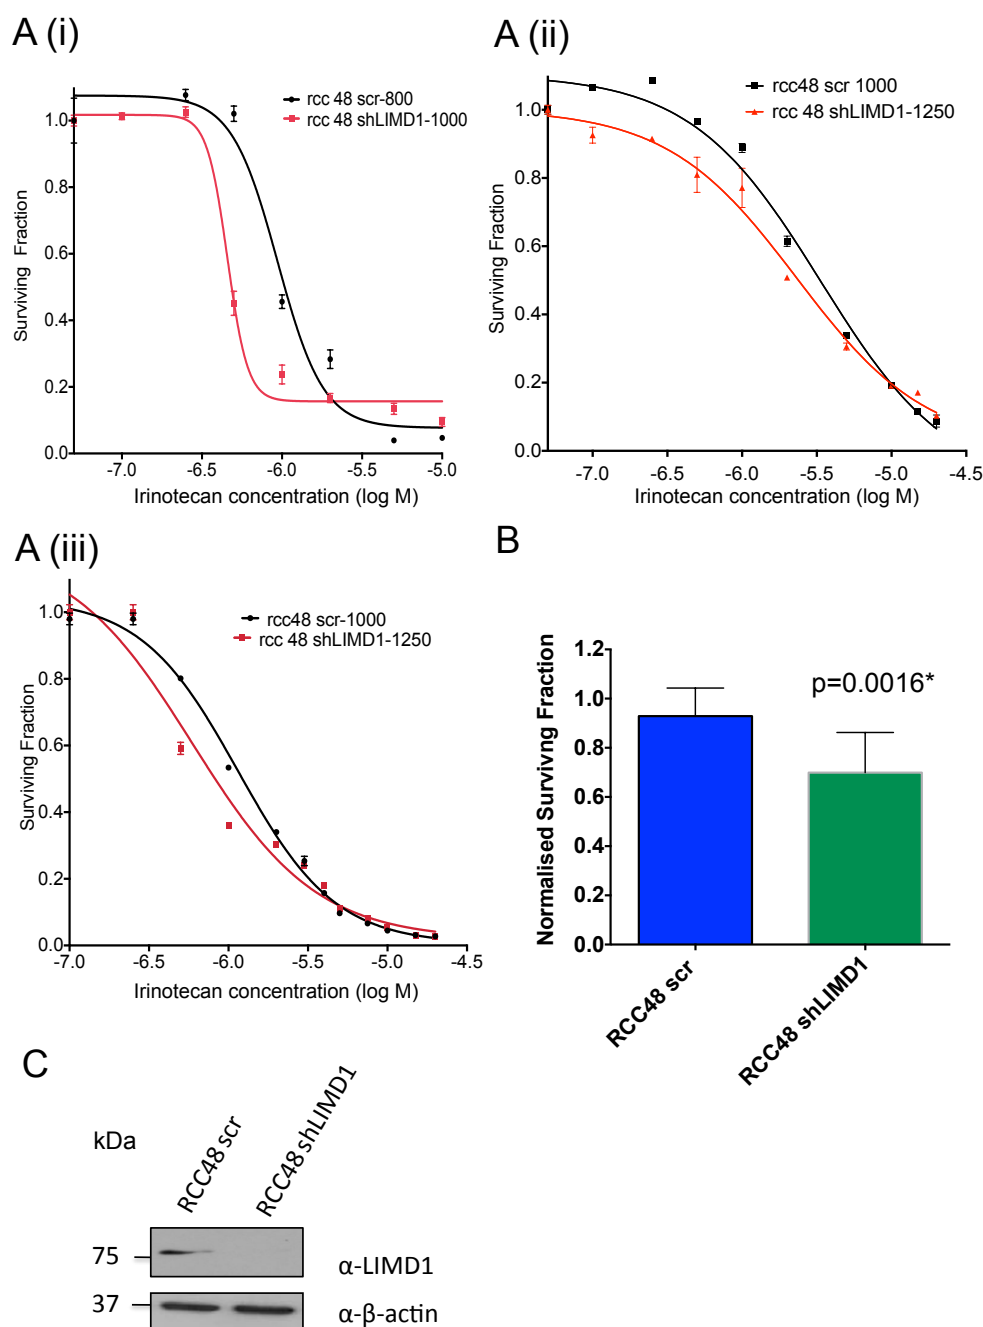 A (i)
rcc 48 scr-800
rcc 48 shLIMD1-1000
Surviving Fraction
1.0
0.8
0.6
0.4
0.2
0.0
-7.0 -6.5 -6.0 -5.5 -5.0
Irinotecan concentration (log M)
A (ii)
rcc48 scr 1000
rcc 48 shLIMD1-1250
Surviving Fraction
1.0
0.8
0.6
0.4
0.2
0.0
-7.0 -6.5 -6.0 -5.5 -5.0 -4.5
Irinotecan concentration (log M)
A (iii)
rcc48 scr-1000
rcc 48 shLIMD1-1250
Surviving Fraction
1.0
0.8
0.6
0.4
0.2
0.0
-7.0 -6.5 -6.0 -5.5 -5.0 -4.5
Irinotecan concentration (log M)
B
p=0.0016*
Normalised Survivng Fraction
1.2
1.0
0.8
0.6
0.4
0.2
0.0
RCC48 scr
RCC48 shLIMD1
C
kDa
RCC48 scr
RCC48 shLIMD1
75
α-LIMD1
37
α-β-actin